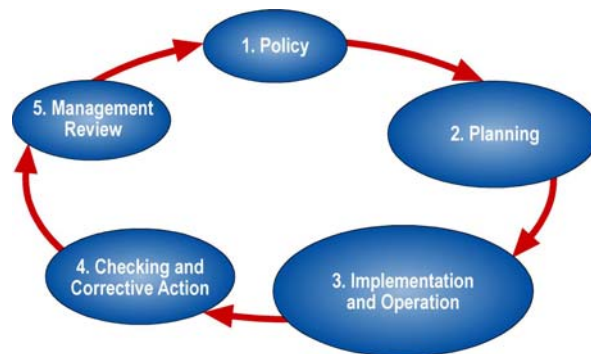 1. Policy
2. Planning
3. Implementation
and Operation
4. Checking and
Corrective Action
5. Management
Review